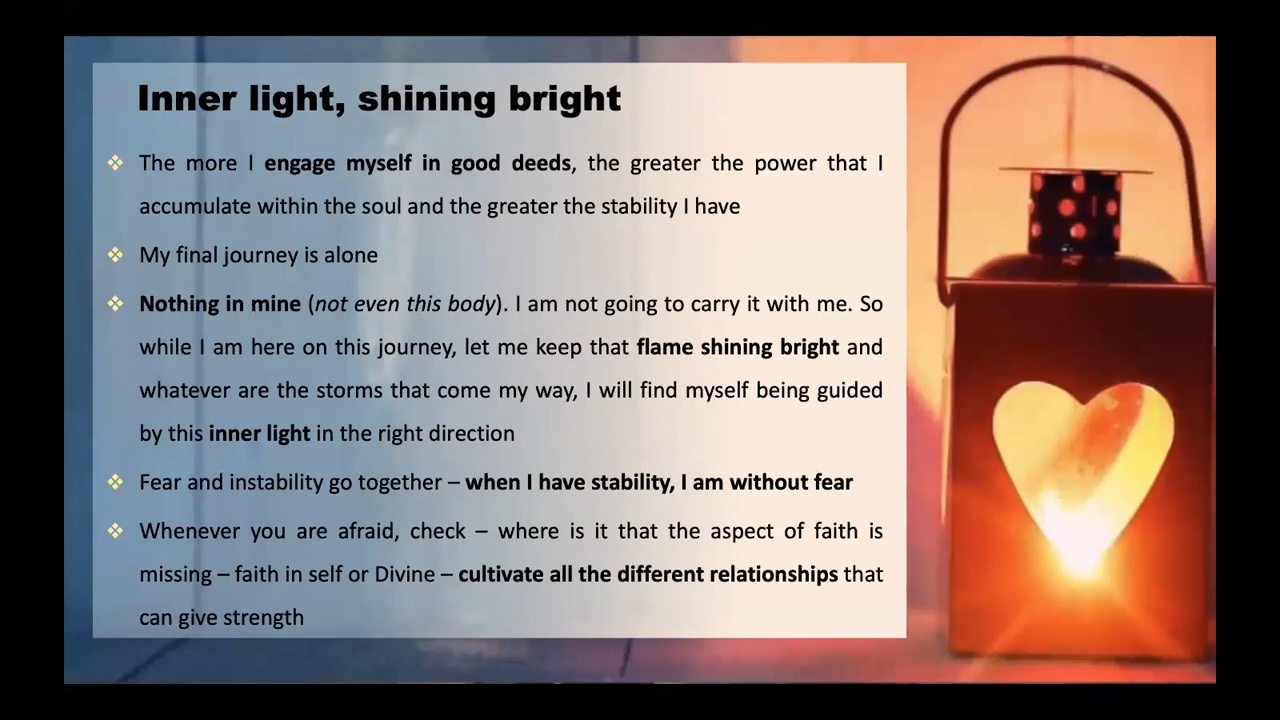 Inner light, shining bright
❖ The more I engage myself in good deeds, the greater the power that I
accumulate within the soul and the greater the stability I have
❖ My final journey is alone
❖ Nothing in mine (not even this body). I am not going to carry it with me. So
while I am here on this journey, let me keep that flame shining bright and
whatever are the storms that come my way, I will find myself being guided
by this inner light in the right direction
❖ Fear and instability go together – when I have stability, I am without fear
❖ Whenever you are afraid, check – where is it that the aspect of faith is
missing – faith in self or Divine – cultivate all the different relationships that
can give strength